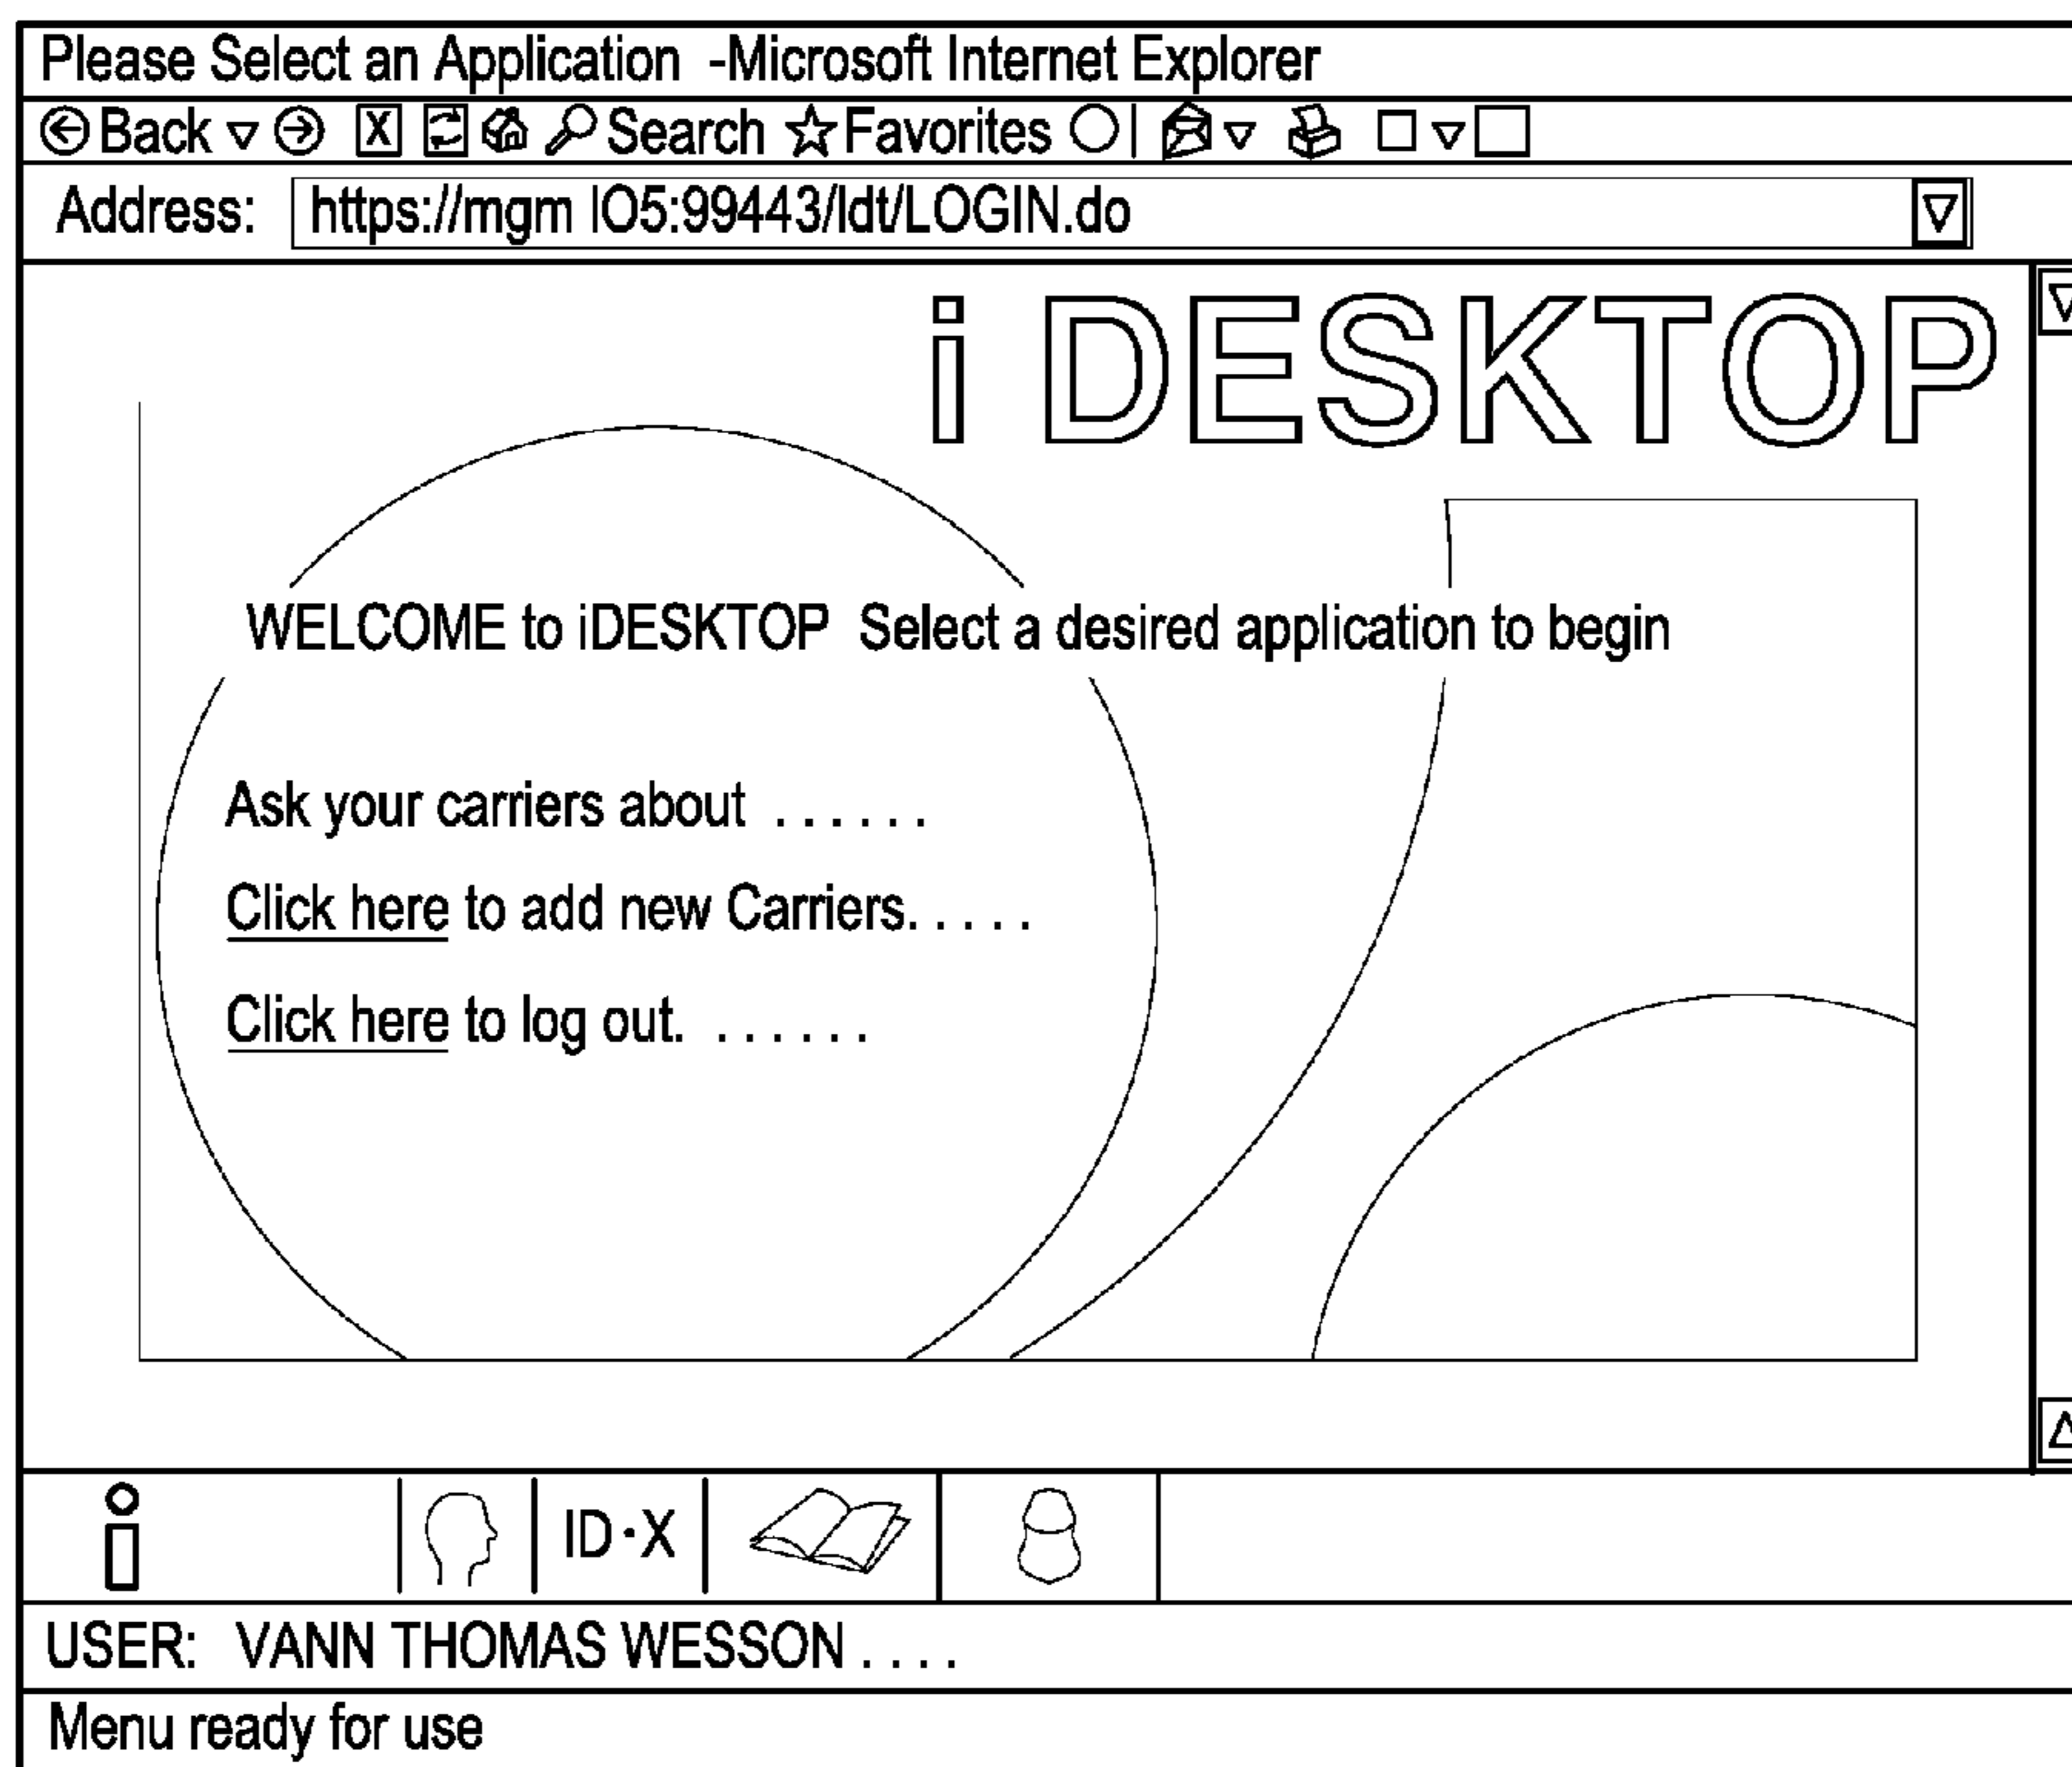 Please Select an Application -Microsoft Internet Explorer
Back X Search Favorites
Address: https://mgm IO5:99443/ldt/LOGIN.do
i DESKTOP
WELCOME to iDESKTOP Select a desired application to begin
Ask your carriers about ......
Click here to add new Carriers.....
Click here to log out. ......
i ID·X
USER: VANN THOMAS WESSON ....
Menu ready for use